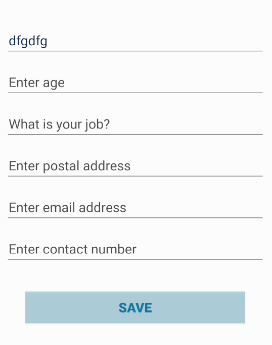 dfgdfg
Enter age
What is your job?
Enter postal address
Enter email address
Enter contact number
SAVE